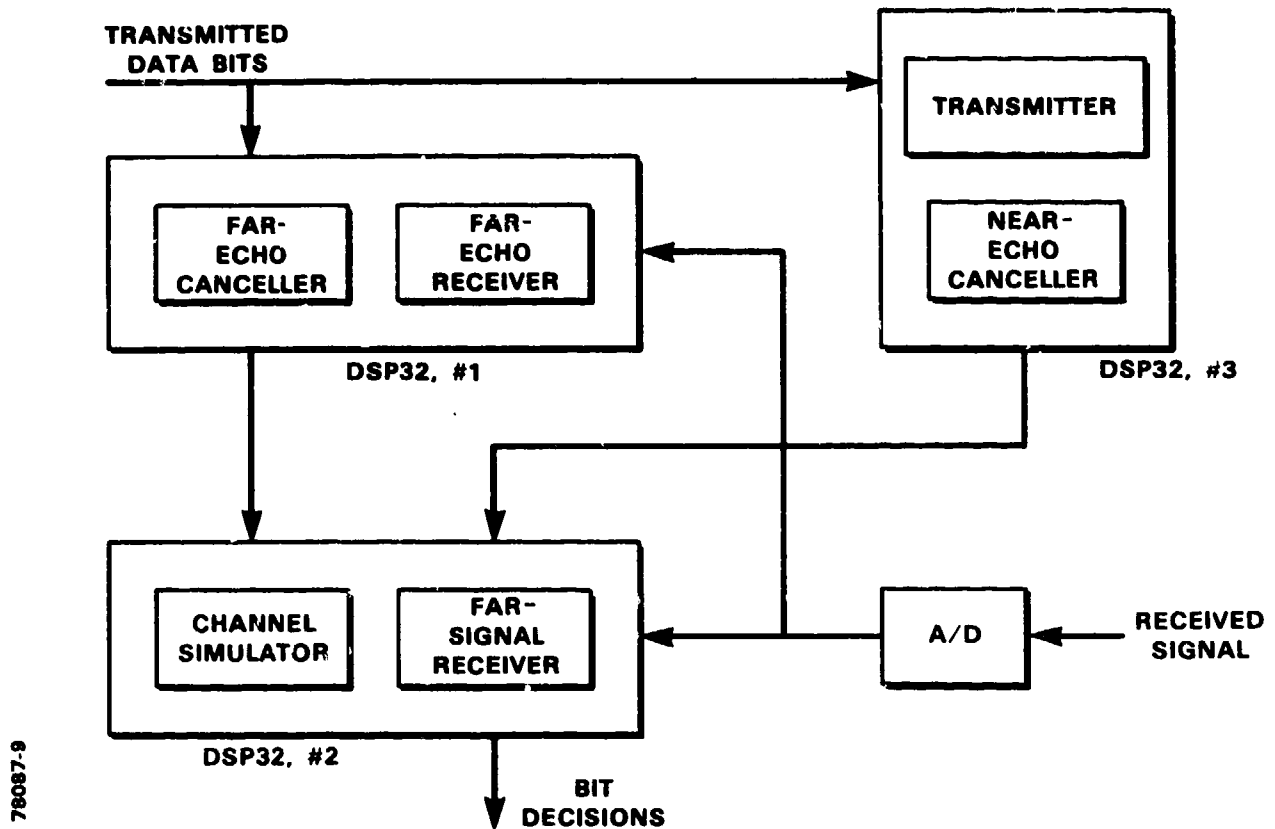 TRANSMITTED
DATA BITS
TRANSMITTER
FAR-
ECHO
CANCELLER
FAR-
ECHO
RECEIVER
NEAR-
ECHO
CANCELLER
DSP32, #1
DSP32, #3
CHANNEL
SIMULATOR
FAR-
SIGNAL
RECEIVER
A/D
RECEIVED
SIGNAL
DSP32, #2
BIT
DECISIONS
78087-9